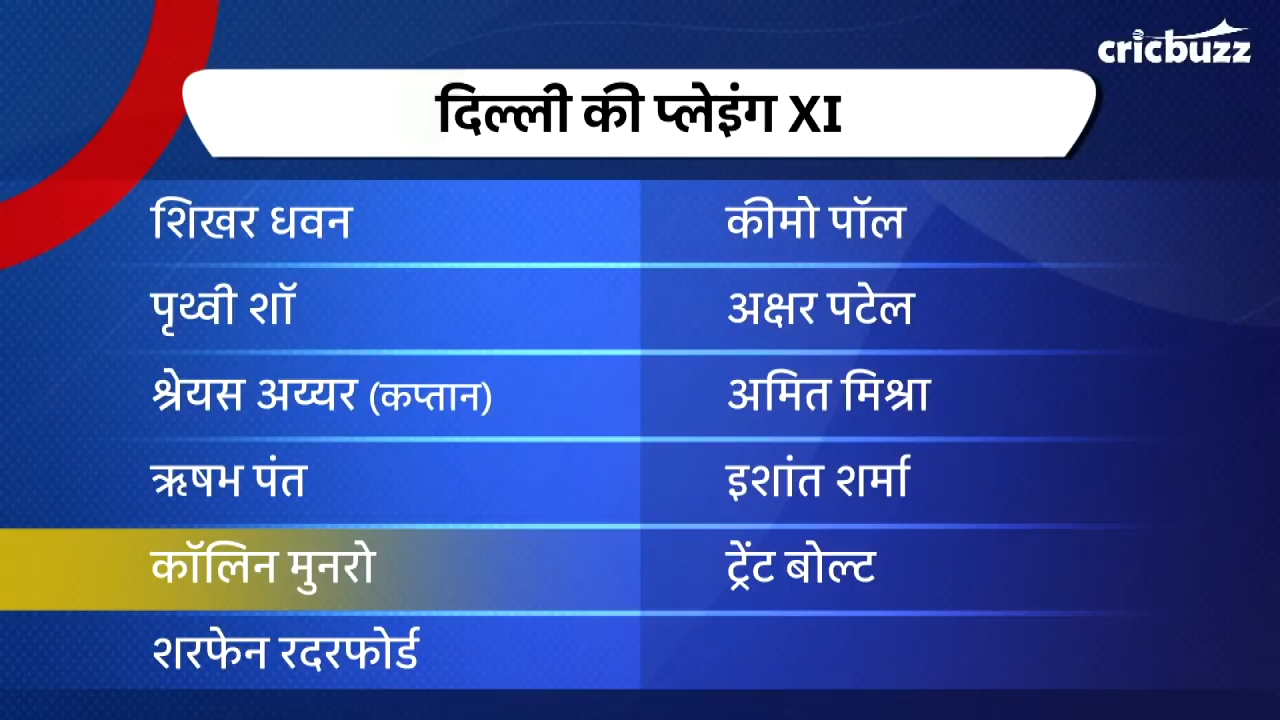 cricbuzz
दिल्ली की प्लेइंग XI
शिखर धवन
पृथ्वी शॉ
श्रेयस अय्यर (कप्तान)
ऋषभ पंत
कॉलिन मुनरो
शरफेन रदरफोर्ड
कीमो पॉल
अक्षर पटेल
अमित मिश्रा
इशांत शर्मा
ट्रेंट बोल्ट